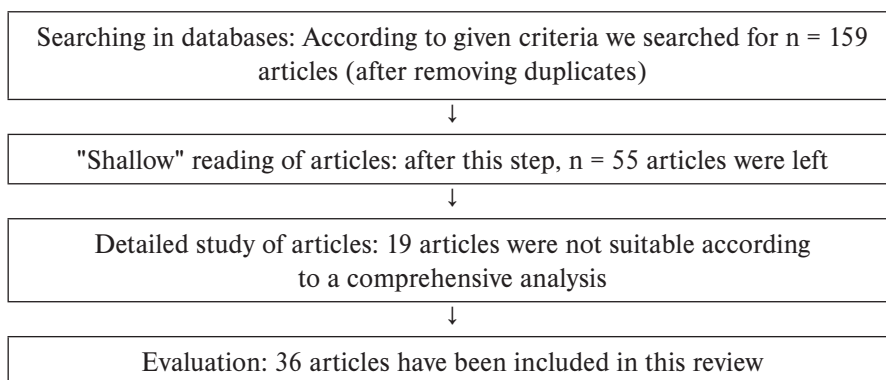 Searching in databases: According to given criteria we searched for n = 159
articles (after removing duplicates)
↓
"Shallow" reading of articles: after this step, n = 55 articles were left
↓
Detailed study of articles: 19 articles were not suitable according
to a comprehensive analysis
↓
Evaluation: 36 articles have been included in this review